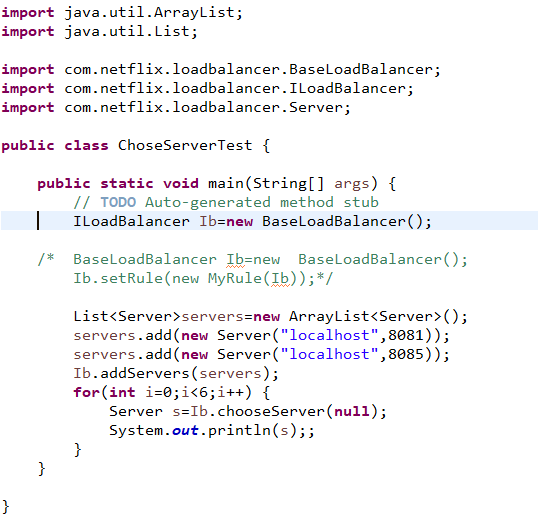 import java.util.ArrayList;
import java.util.List;

import com.netflix.loadbalancer.BaseLoadBalancer;
import com.netflix.loadbalancer.ILoadBalancer;
import com.netflix.loadbalancer.Server;

public class ChoseServerTest {

    public static void main(String[] args) {
        // TODO Auto-generated method stub
        ILoadBalancer Ib=new BaseLoadBalancer();

    /*  BaseLoadBalancer Ib=new  BaseLoadBalancer();
        Ib.setRule(new MyRule(Ib));*/

        List<Server>servers=new ArrayList<Server>();
        servers.add(new Server("localhost",8081));
        servers.add(new Server("localhost",8085));
        Ib.addServers(servers);
        for(int i=0;i<6;i++) {
            Server s=Ib.chooseServer(null);
            System.out.println(s);;
        }
    }

}